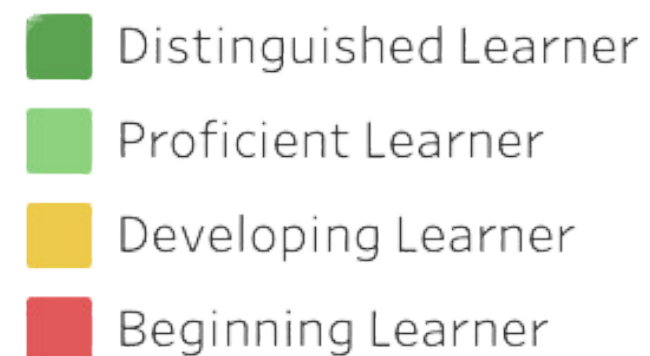 Distinguished Learner
Proficient Learner
Developing Learner
Beginning Learner